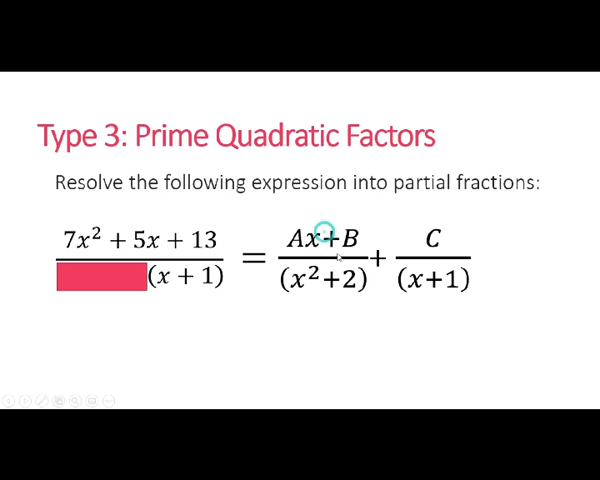 Type 3: Prime Quadratic Factors
Resolve the following expression into partial fractions:
7x² + 5x + 13
(x + 1)
=
Ax+B
(x²+2)
+
C
(x+1)